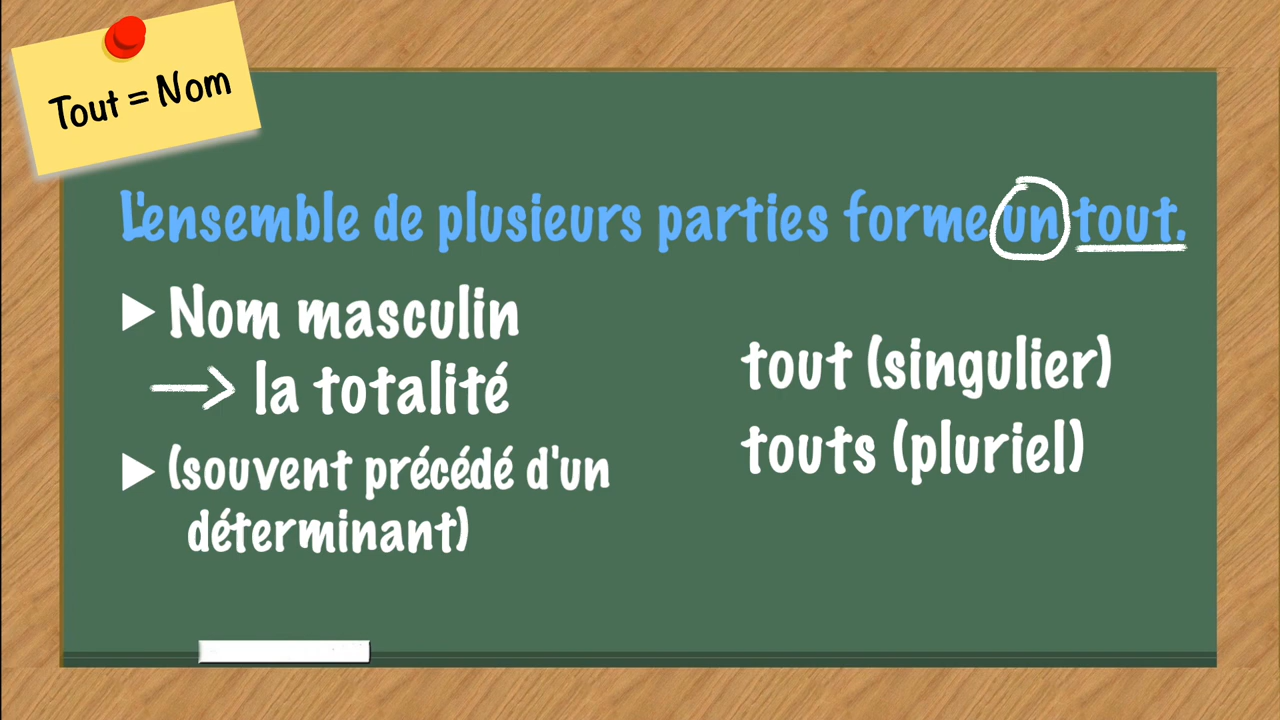 Tout = Nom
L'ensemble de plusieurs parties forme un tout.
▶ Nom masculin
→ la totalité
▶ (souvent précédé d'un
déterminant)
tout (singulier)
touts (pluriel)